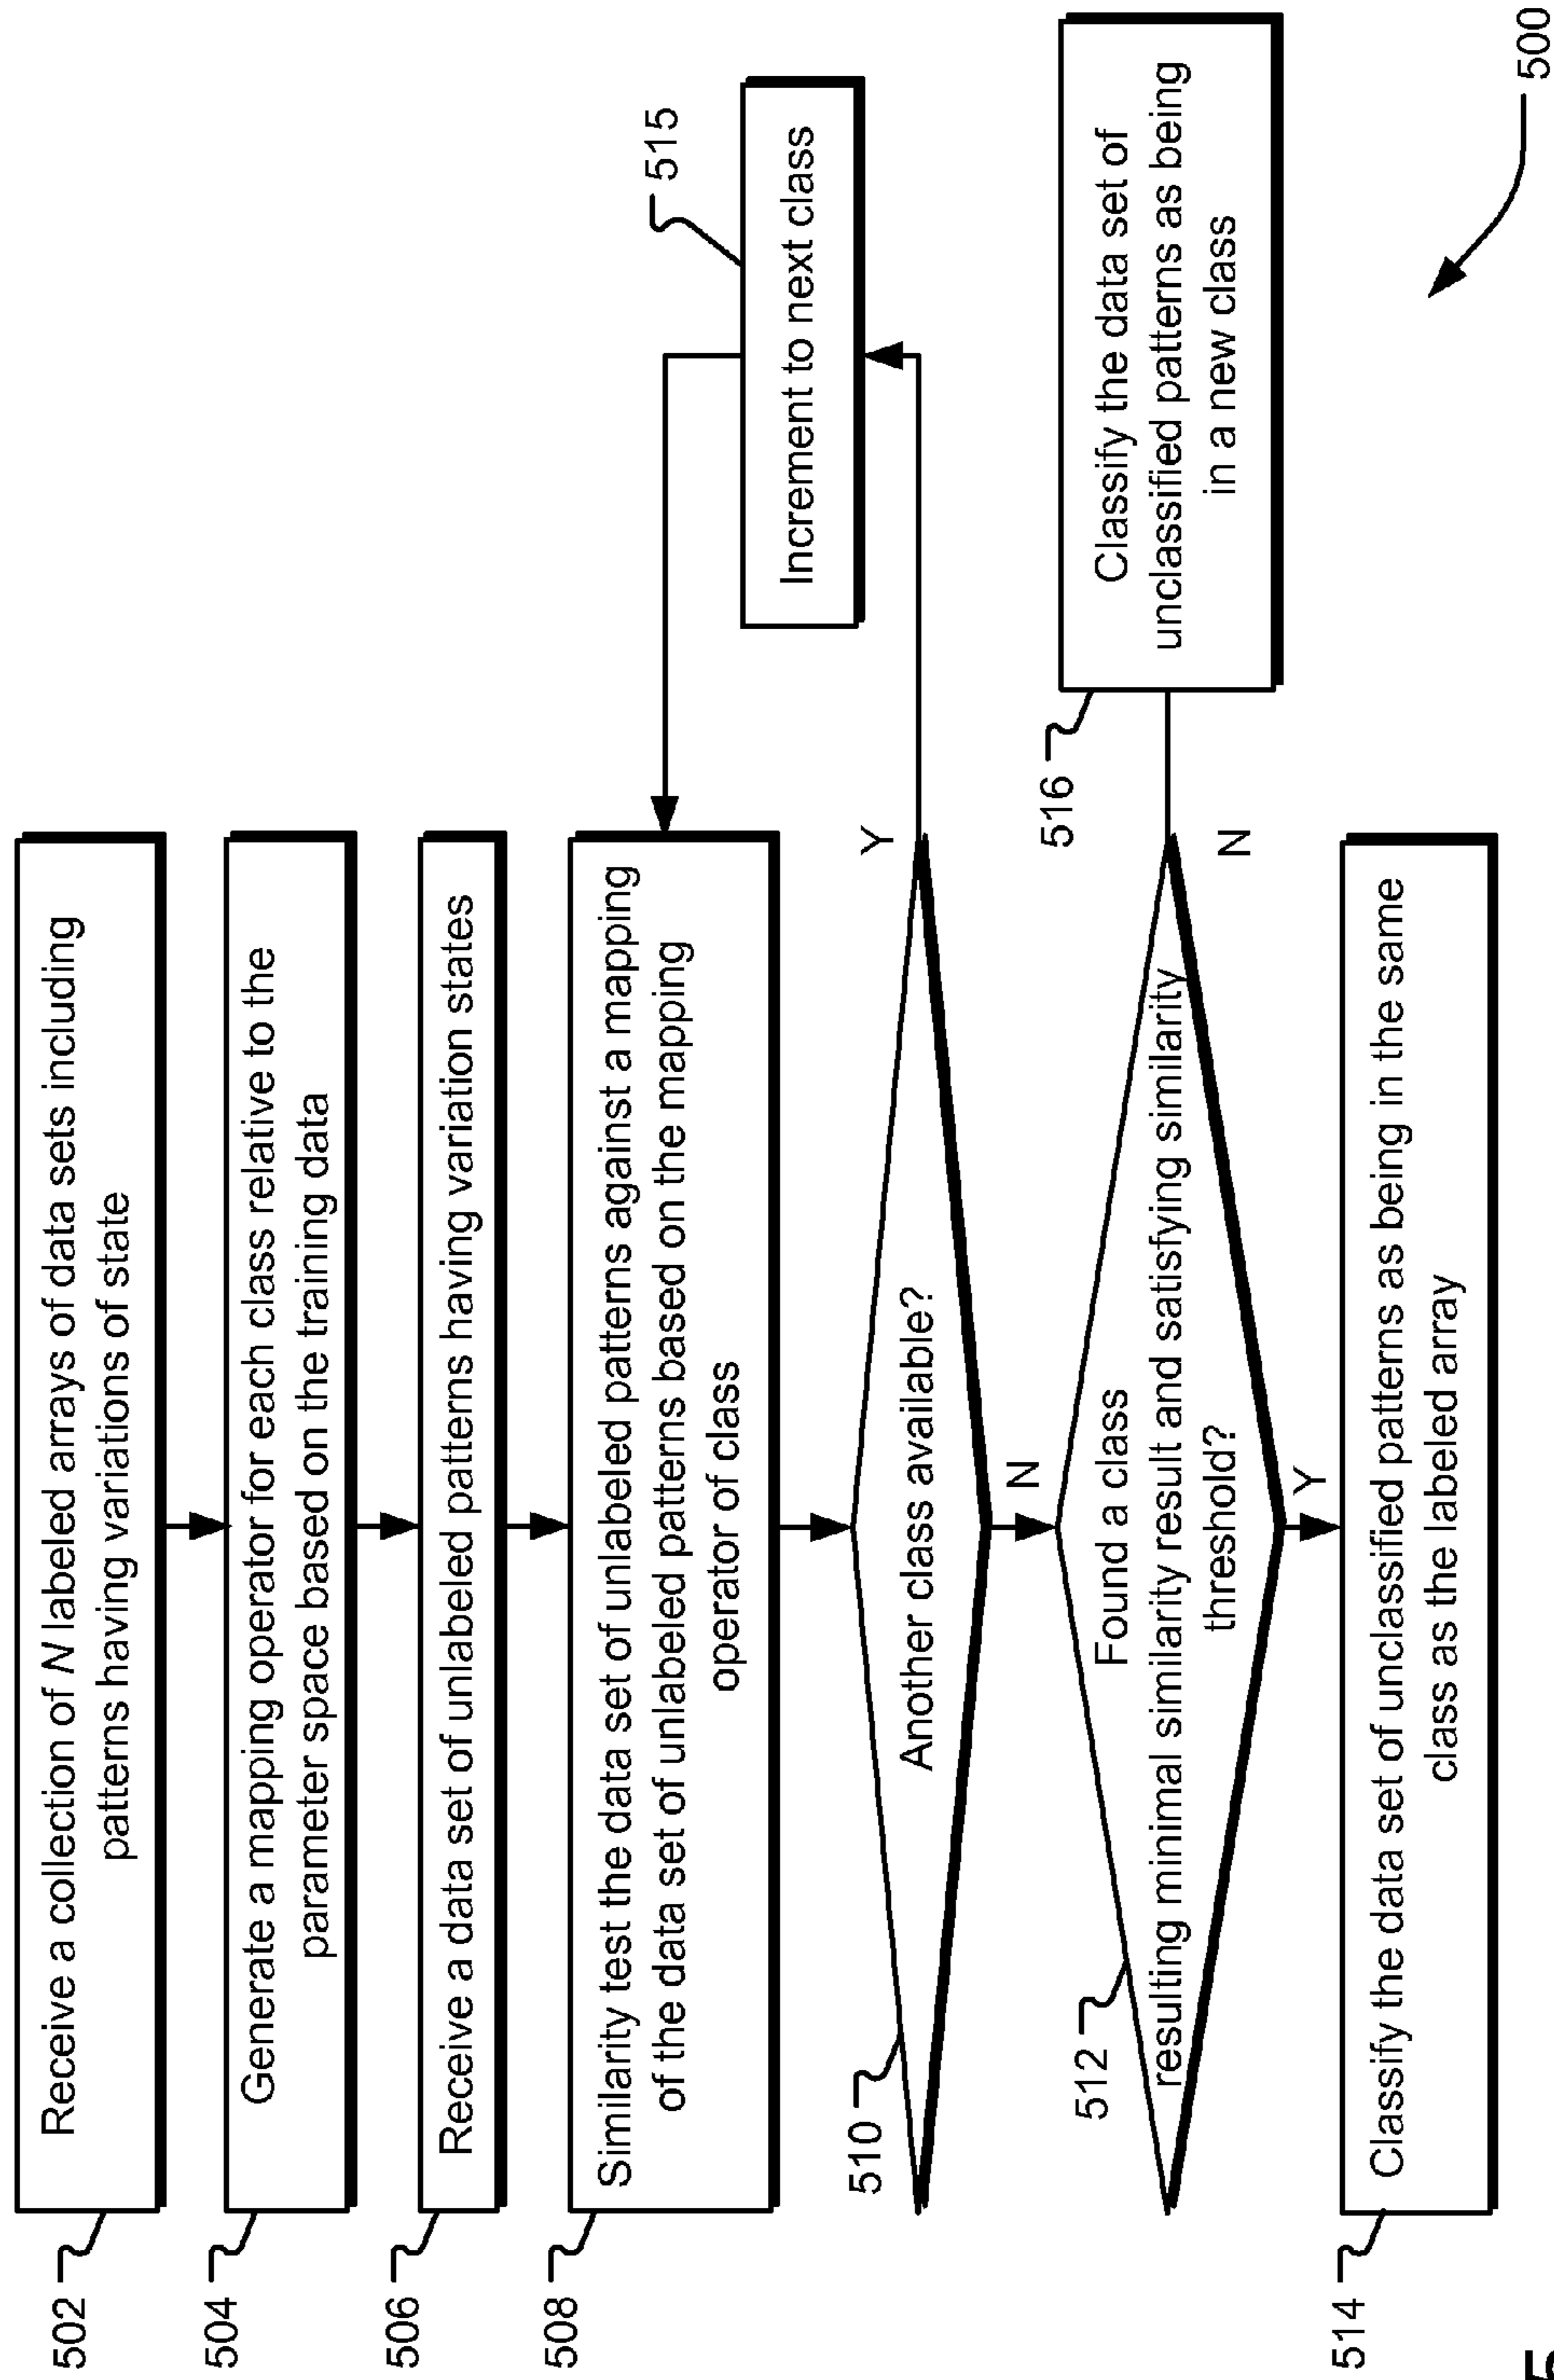 502
Receive a collection of N labeled arrays of data sets including
patterns having variations of state
504
Generate a mapping operator for each class relative to the
parameter space based on the training data
506
Receive a data set of unlabeled patterns having variation states
508
Similarity test the data set of unlabeled patterns against a mapping
of the data set of unlabeled patterns based on the mapping
operator of class
515
Increment to next class
510
Another class available?
Y
N
512
Found a class
resulting minimal similarity result and satisfying similarity
threshold?
N
Y
516
Classify the data set of
unclassified patterns as being
in a new class
514
Classify the data set of unclassified patterns as being in the same
class as the labeled array
500